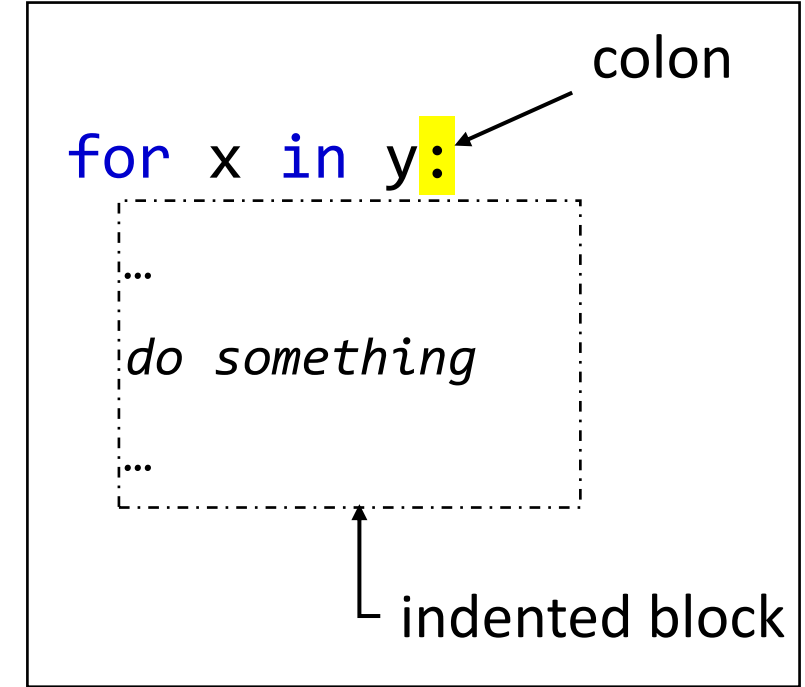 colon
for x in y:
…
do something
…
indented block